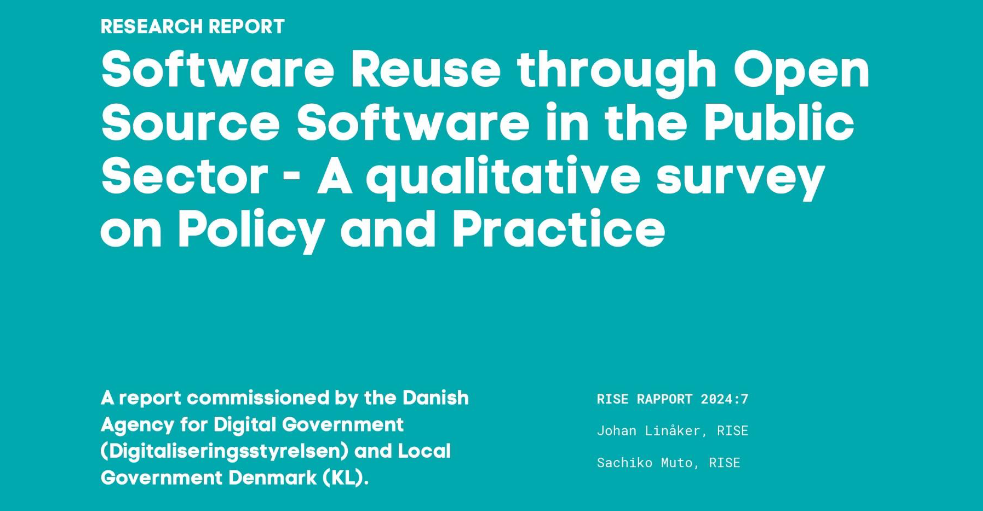 RESEARCH REPORT
Software Reuse through Open
Source Software in the Public
Sector - A qualitative survey
on Policy and Practice
A report commissioned by the Danish
Agency for Digital Government
(Digitaliseringsstyrelsen) and Local
Government Denmark (KL).
RISE RAPPORT 2024:7
Johan Linåker, RISE
Sachiko Muto, RISE